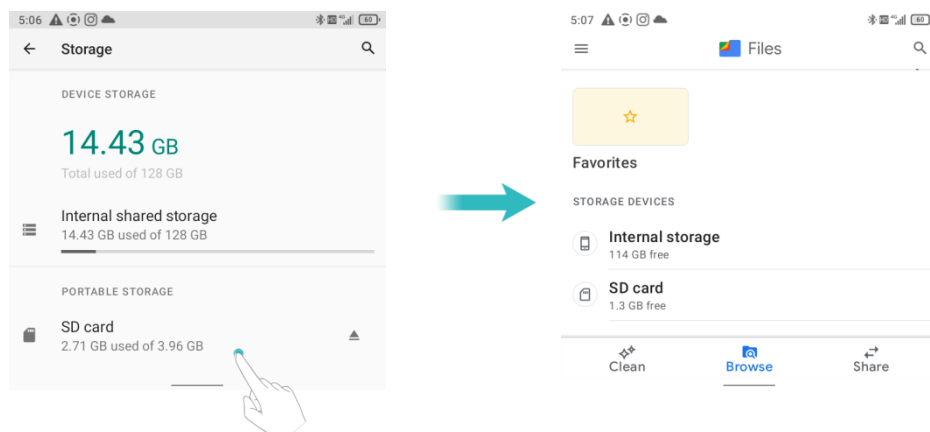 5:06
60
Storage
DEVICE STORAGE
14.43 GB
Total used of 128 GB
Internal shared storage
14.43 GB used of 128 GB
PORTABLE STORAGE
SD card
2.71 GB used of 3.96 GB
5:07
60
Files
Favorites
STORAGE DEVICES
Internal storage
114 GB free
SD card
1.3 GB free
Clean
Browse
Share